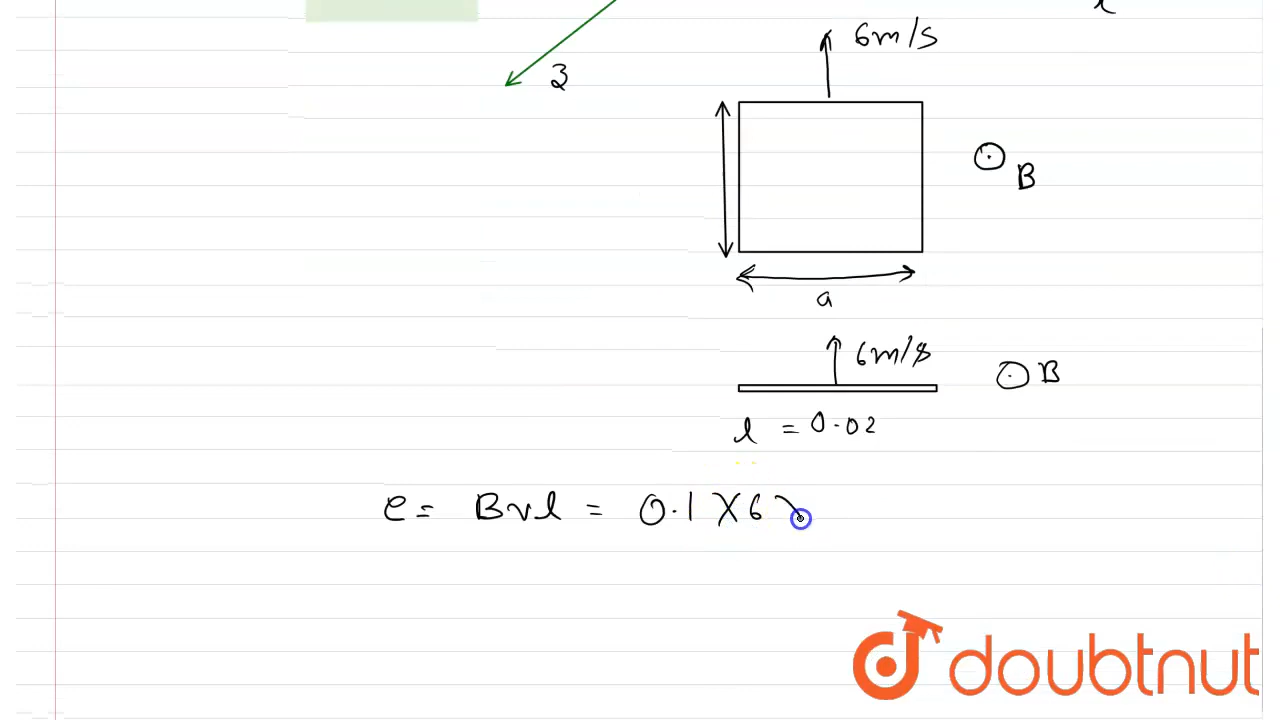 l
6m/s
3
B
a
6m/s
B
l = 0.02
e = Bvl = 0.1 X 6
doubtnut